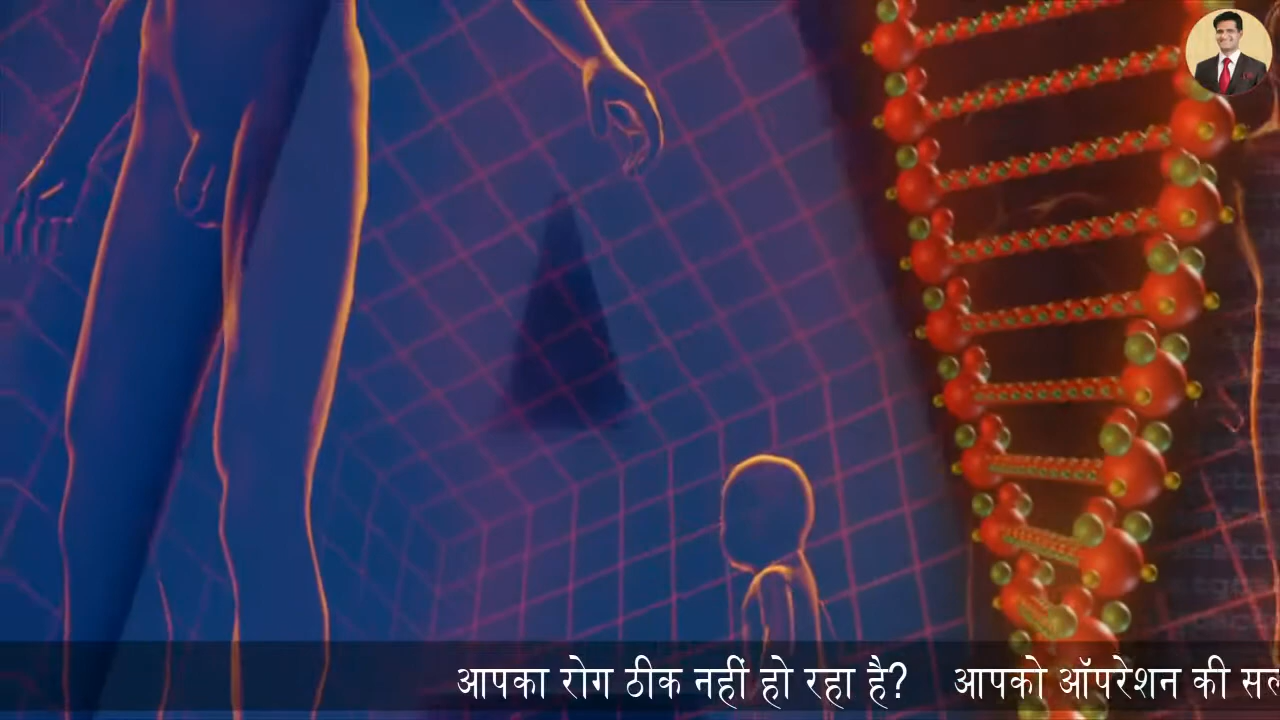 आपका रोग ठीक नहीं हो रहा है? आपको ऑपरेशन की